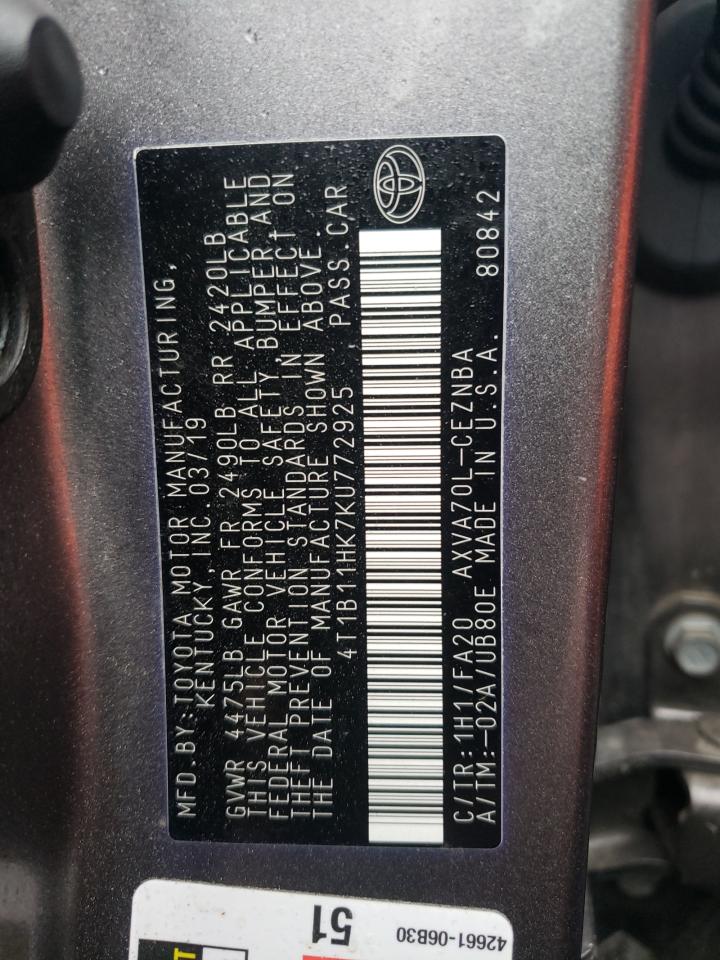 MFD.BY:TOYOTA MOTOR MANUFACTURING,
KENTUCKY, INC. 03/19
GVWR 4475LB GAWR FR 2490LB RR 2420LB
THIS VEHICLE CONFORMS TO ALL APPLICABLE
FEDERAL MOTOR VEHICLE SAFETY, BUMPER, AND
THEFT PREVENTION STANDARDS IN EFFECT ON
THE DATE OF MANUFACTURE SHOWN ABOVE.
4T1B11HK7KU772925 PASS.CAR
C/TR:1H1/FA20 AXVA70L-CEZNBA
A/TM:-02A/UB80E MADE IN U.S.A. 80842
51
42661-06B30